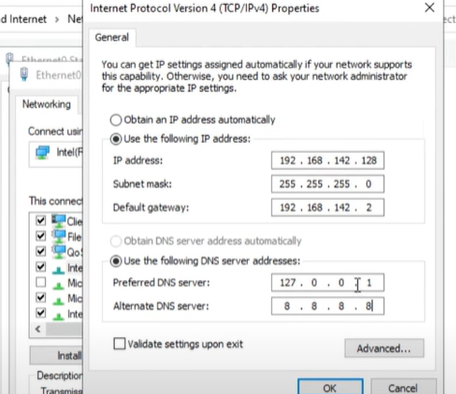 Internet Protocol Version 4 (TCP/IPv4) Properties
General
You can get IP settings assigned automatically if your network supports
this capability. Otherwise, you need to ask your network administrator
for the appropriate IP settings.
Obtain an IP address automatically
Use the following IP address:
IP address: 192 . 168 . 142 . 128
Subnet mask: 255 . 255 . 255 . 0
Default gateway: 192 . 168 . 142 . 2
Obtain DNS server address automatically
Use the following DNS server addresses:
Preferred DNS server: 127 . 0 . 0 . 1
Alternate DNS server: 8 . 8 . 8 . 8
Validate settings upon exit
Advanced...
OK Cancel
d Internet > Net
Ethernet0 Sta
Ethernet0
Networking
Connect usin
Intel(R
This connec
Clie
File
QoS
Inte
Mic
Mic
Inte
Install
Description
Transmiss